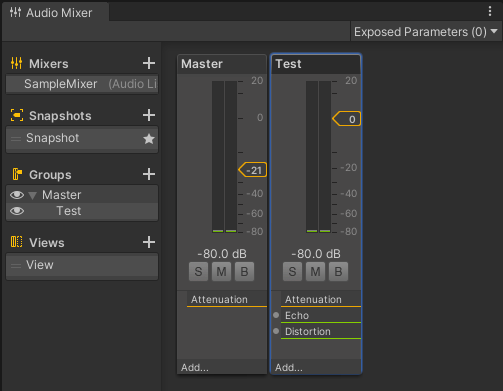 Audio Mixer
Exposed Parameters (0)
Mixers
SampleMixer (Audio Li
Snapshots
Snapshot
Groups
Master
Test
Views
View
Master
20
0
-21
-20
-40
-60
-80
-80.0 dB
S M B
Attenuation
Add...
Test
20
0
0
-20
-40
-60
-80
-80.0 dB
S M B
Attenuation
Echo
Distortion
Add...